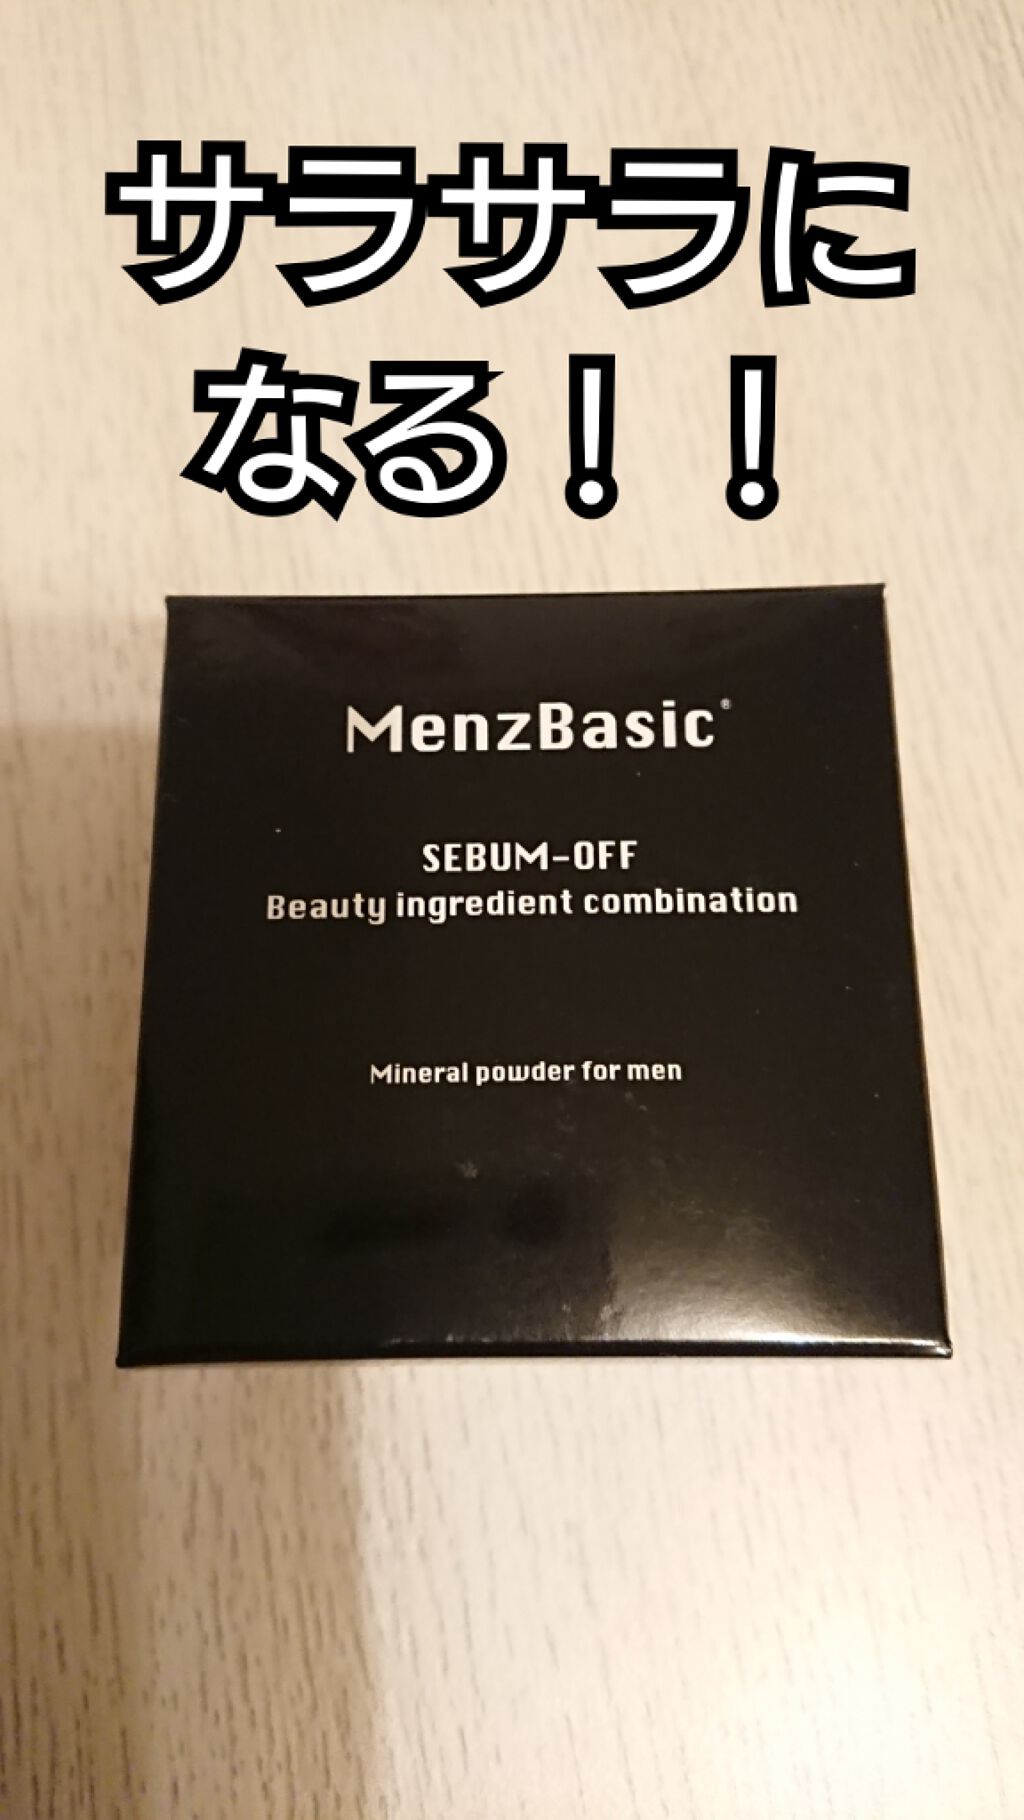 サラサラに
なる！！
MenzBasic®
SEBUM-OFF
Beauty ingredient combination
Mineral powder for men